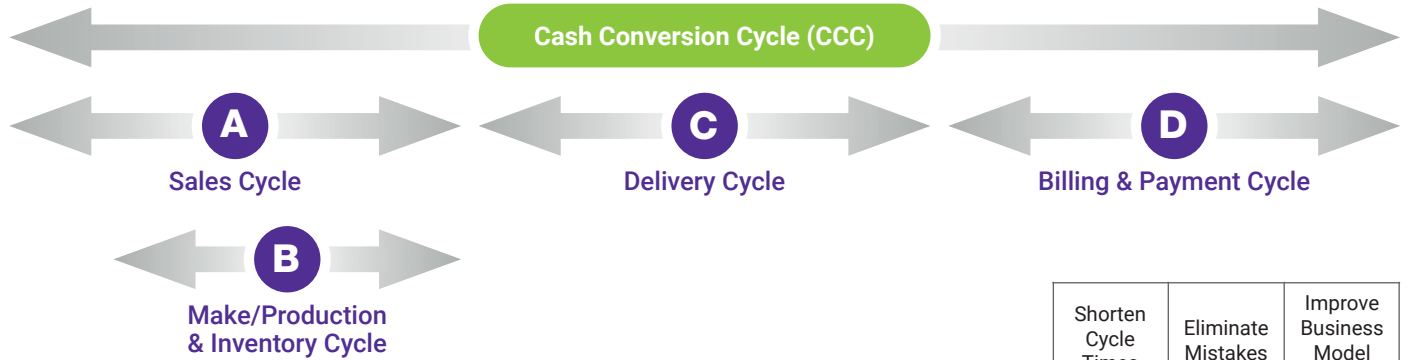 Cash Conversion Cycle (CCC)
A
C
D
Sales Cycle
Delivery Cycle
Billing & Payment Cycle
B
Make/Production
& Inventory Cycle
Shorten
Cycle
Eliminate
Mistakes
Improve
Business
Model